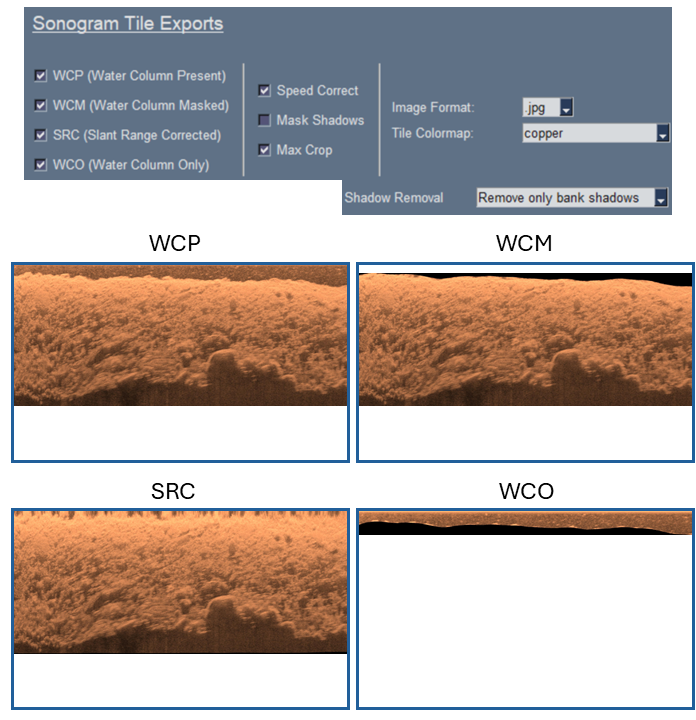 Sonogram Tile Exports
WCP (Water Column Present)
WCM (Water Column Masked)
SRC (Slant Range Corrected)
WCO (Water Column Only)
Speed Correct
Mask Shadows
Max Crop
Image Format: .jpg
Tile Colormap: copper
Shadow Removal Remove only bank shadows
WCP WCM
SRC WCO